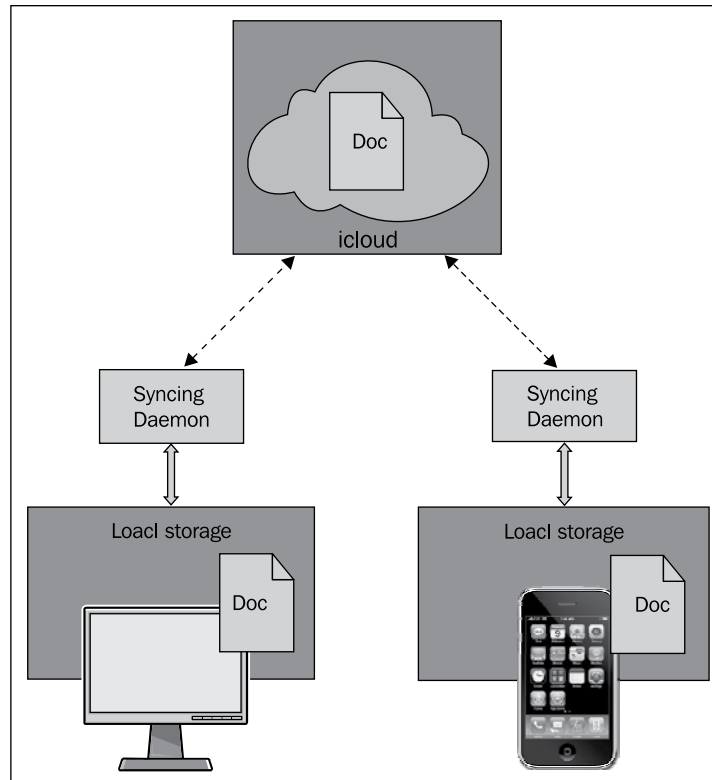 Doc
icloud
Syncing
Daemon
Syncing
Daemon
Loacl storage
Doc
Loacl storage
Doc